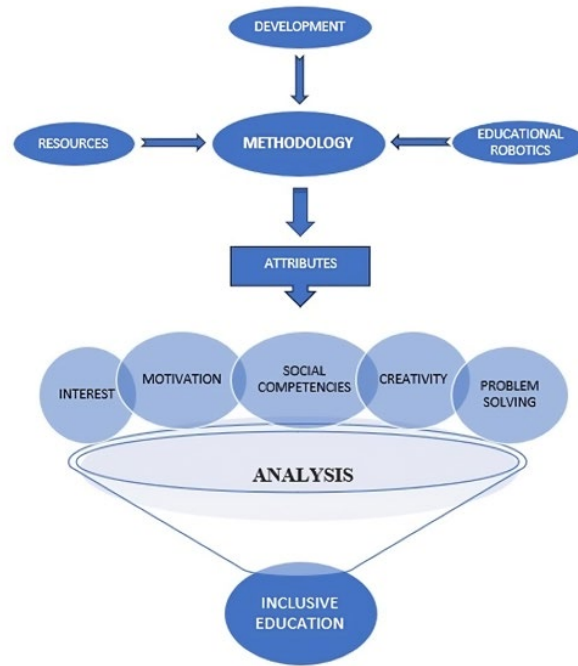 DEVELOPMENT
RESOURCES
METHODOLOGY
EDUCATIONAL
ROBOTICS
ATTRIBUTES
INTEREST
MOTIVATION
SOCIAL
COMPETENCIES
CREATIVITY
PROBLEM
SOLVING
ANALYSIS
INCLUSIVE
EDUCATION